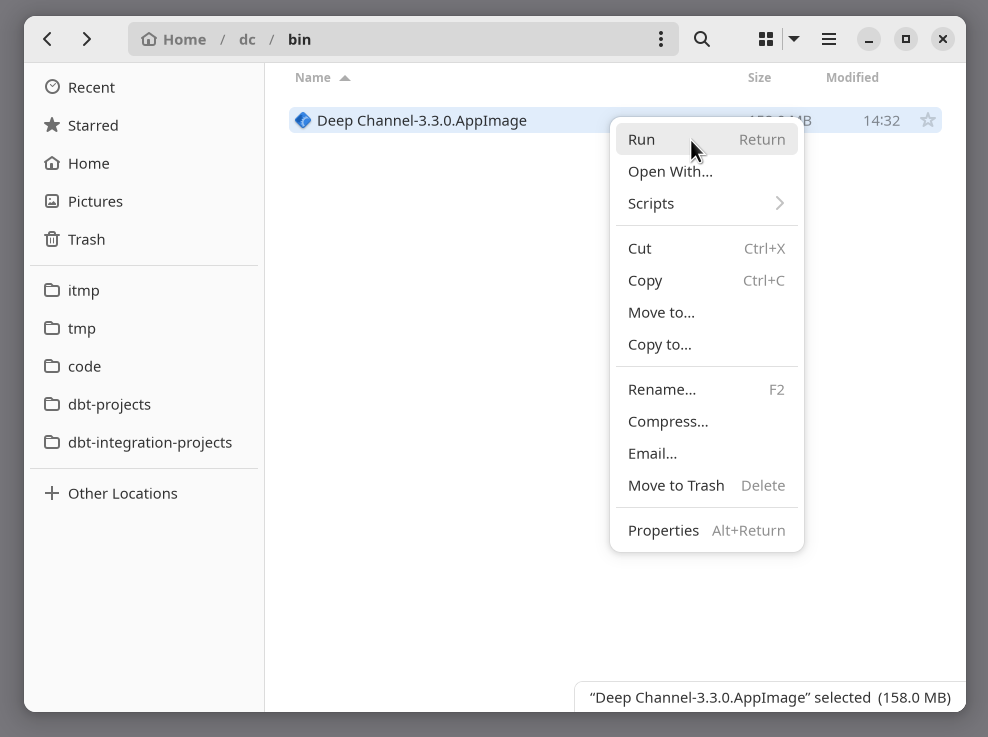 Home / dc / bin
Name Size Modified
Recent
Starred
Home
Pictures
Trash
itmp
tmp
code
dbt-projects
dbt-integration-projects
Other Locations
Deep Channel-3.3.0.AppImage 158.0 MB 14:32
Run Return
Open With...
Scripts
Cut Ctrl+X
Copy Ctrl+C
Move to...
Copy to...
Rename... F2
Compress...
Email...
Move to Trash Delete
Properties Alt+Return
“Deep Channel-3.3.0.AppImage” selected (158.0 MB)